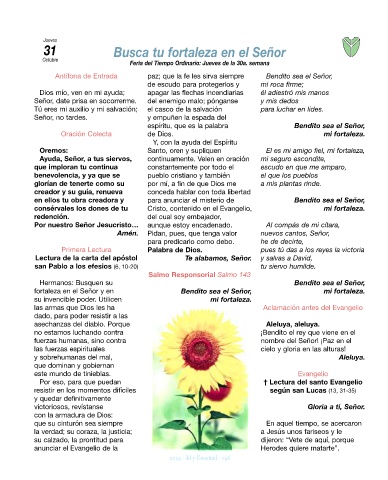 Jueves
31
Octubre
Busca tu fortaleza en el Señor
Feria del Tiempo Ordinario: Jueves de la 30a. semana
Antífona de Entrada
Dios mío, ven en mi ayuda;
Señor, date prisa en socorrerme.
Tú eres mi auxilio y mi salvación;
Señor, no tardes.
Oración Colecta
Oremos:
Ayuda, Señor, a tus siervos,
que imploran tu continua
benevolencia, y ya que se
glorían de tenerte como su
creador y su guía, renueva
en ellos tu obra creadora y
consérvales los dones de tu
redención.
Por nuestro Señor Jesucristo…
Amén.
Primera Lectura
Lectura de la carta del apóstol
san Pablo a los efesios (6, 10-20)
Hermanos: Busquen su
fortaleza en el Señor y en
su invencible poder. Utilicen
las armas que Dios les ha
dado, para poder resistir a las
asechanzas del diablo. Porque
no estamos luchando contra
fuerzas humanas, sino contra
las fuerzas espirituales
y sobrehumanas del mal,
que dominan y gobiernan
este mundo de tinieblas.
Por eso, para que puedan
resistir en los momentos difíciles
y quedar definitivamente
victoriosos, revístanse
con la armadura de Dios:
que su cinturón sea siempre
la verdad; su coraza, la justicia;
su calzado, la prontitud para
anunciar el Evangelio de la
paz; que la fe les sirva siempre
de escudo para protegerlos y
apagar las flechas incendiarias
del enemigo malo; pónganse
el casco de la salvación
y empuñen la espada del
espíritu, que es la palabra
de Dios.
Y, con la ayuda del Espíritu
Santo, oren y supliquen
continuamente. Velen en oración
constantemente por todo el
pueblo cristiano y también
por mí, a fin de que Dios me
conceda hablar con toda libertad
para anunciar el misterio de
Cristo, contenido en el Evangelio,
del cual soy embajador,
aunque estoy encadenado.
Pidan, pues, que tenga valor
para predicarlo como debo.
Palabra de Dios.
Te alabamos, Señor.
Salmo Responsorial Salmo 143
Bendito sea el Señor,
mi fortaleza.
Bendito sea el Señor,
mi roca firme;
él adiestró mis manos
y mis dedos
para luchar en lides.
Bendito sea el Señor,
mi fortaleza.
El es mi amigo fiel, mi fortaleza,
mi seguro escondite,
escudo en que me amparo,
el que los pueblos
a mis plantas rinde.
Bendito sea el Señor,
mi fortaleza.
Al compás de mi cítara,
nuevos cantos, Señor,
he de decirte,
pues tú das a los reyes la victoria
y salvas a David,
tu siervo humilde.
Bendito sea el Señor,
mi fortaleza.
Aclamación antes del Evangelio
Aleluya, aleluya.
¡Bendito el rey que viene en el
nombre del Señor! ¡Paz en el
cielo y gloria en las alturas!
Aleluya.
Evangelio
† Lectura del santo Evangelio
según san Lucas (13, 31-35)
Gloria a ti, Señor.
En aquel tiempo, se acercaron
a Jesús unos fariseos y le
dijeron: “Vete de aquí, porque
Herodes quiere matarte”.